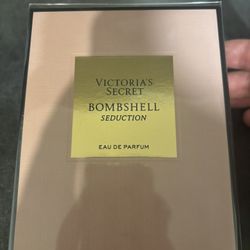 VICTORIA'S
SECRET
BOMBSHELL
SEDUCTION
EAU DE PARFUM